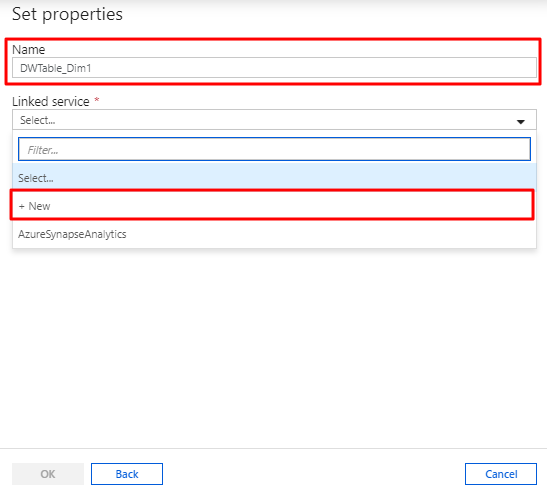 Set properties
Name
DWTable_Dim1
Linked service *
Select...
Filter...
Select...
+ New
AzureSynapseAnalytics
OK Back Cancel